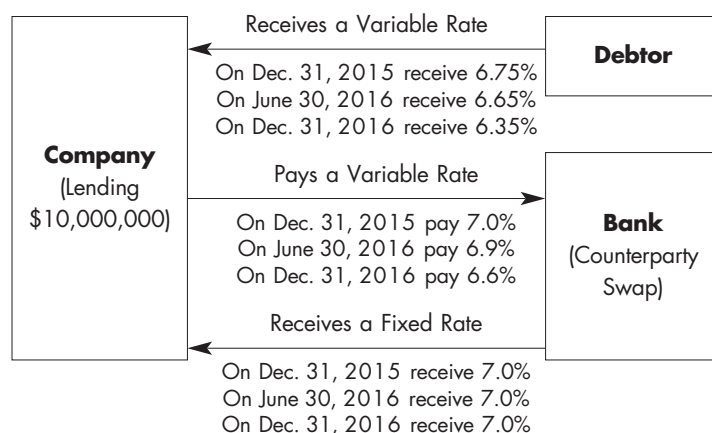 Receives a Variable Rate
Debtor
On Dec. 31, 2015 receive 6.75%
On June 30, 2016 receive 6.65%
On Dec. 31, 2016 receive 6.35%
Company
(Lending
$10,000,000)
Pays a Variable Rate
On Dec. 31, 2015 pay 7.0%
On June 30, 2016 pay 6.9%
On Dec. 31, 2016 pay 6.6%
Bank
(Counterparty
Swap)
Receives a Fixed Rate
On Dec. 31, 2015 receive 7.0%
On June 30, 2016 receive 7.0%
On Dec. 31, 2016 receive 7.0%